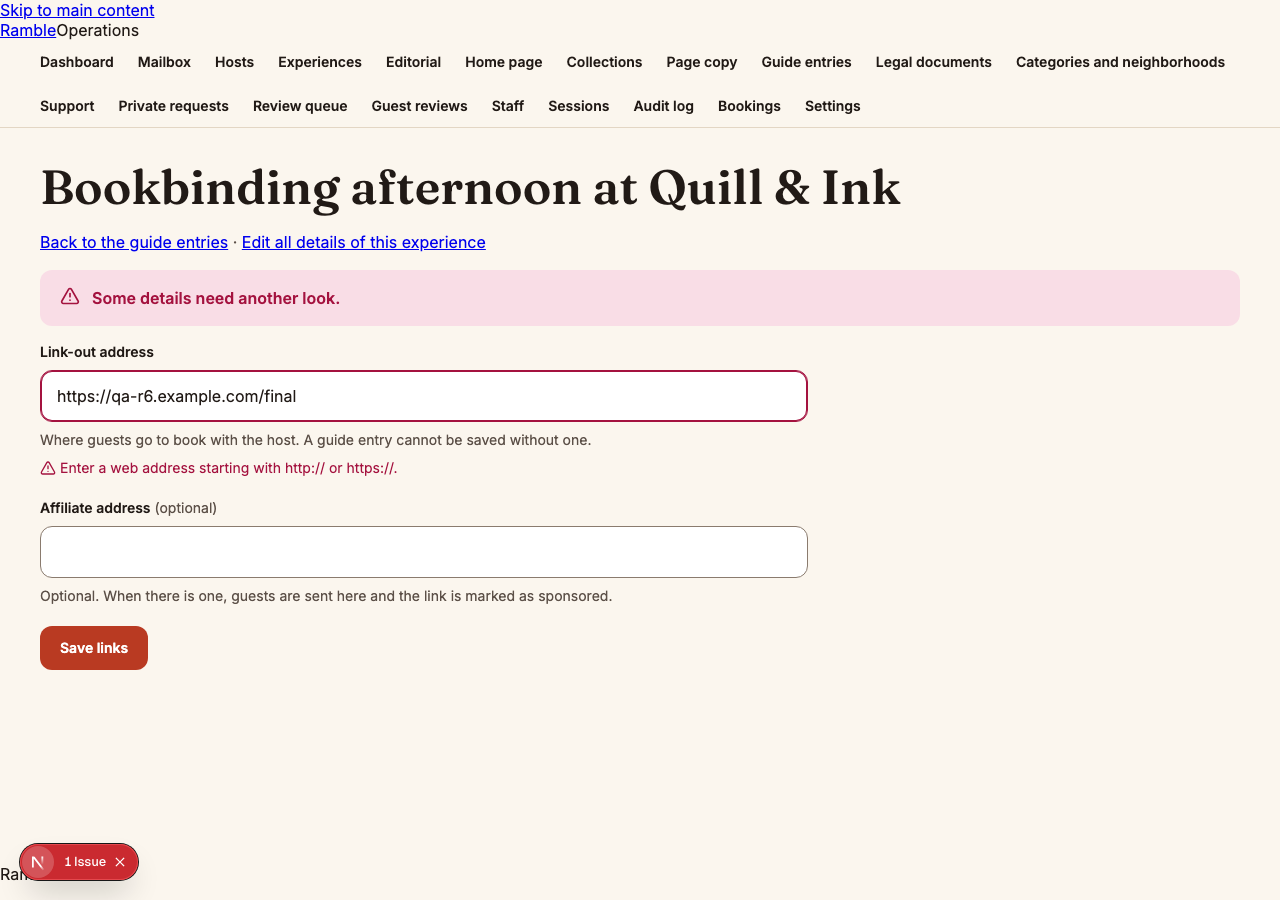 Skip to main content
RambleOperations
Dashboard Mailbox Hosts Experiences Editorial Home page Collections Page copy Guide entries Legal documents Categories and neighborhoods
Support Private requests Review queue Guest reviews Staff Sessions Audit log Bookings Settings
Bookbinding afternoon at Quill & Ink
Back to the guide entries · Edit all details of this experience
Some details need another look.
Link-out address
https://qa-r6.example.com/final
Where guests go to book with the host. A guide entry cannot be saved without one.
Enter a web address starting with http:// or https://.
Affiliate address (optional)
Optional. When there is one, guests are sent here and the link is marked as sponsored.
Save links
N 1 Issue